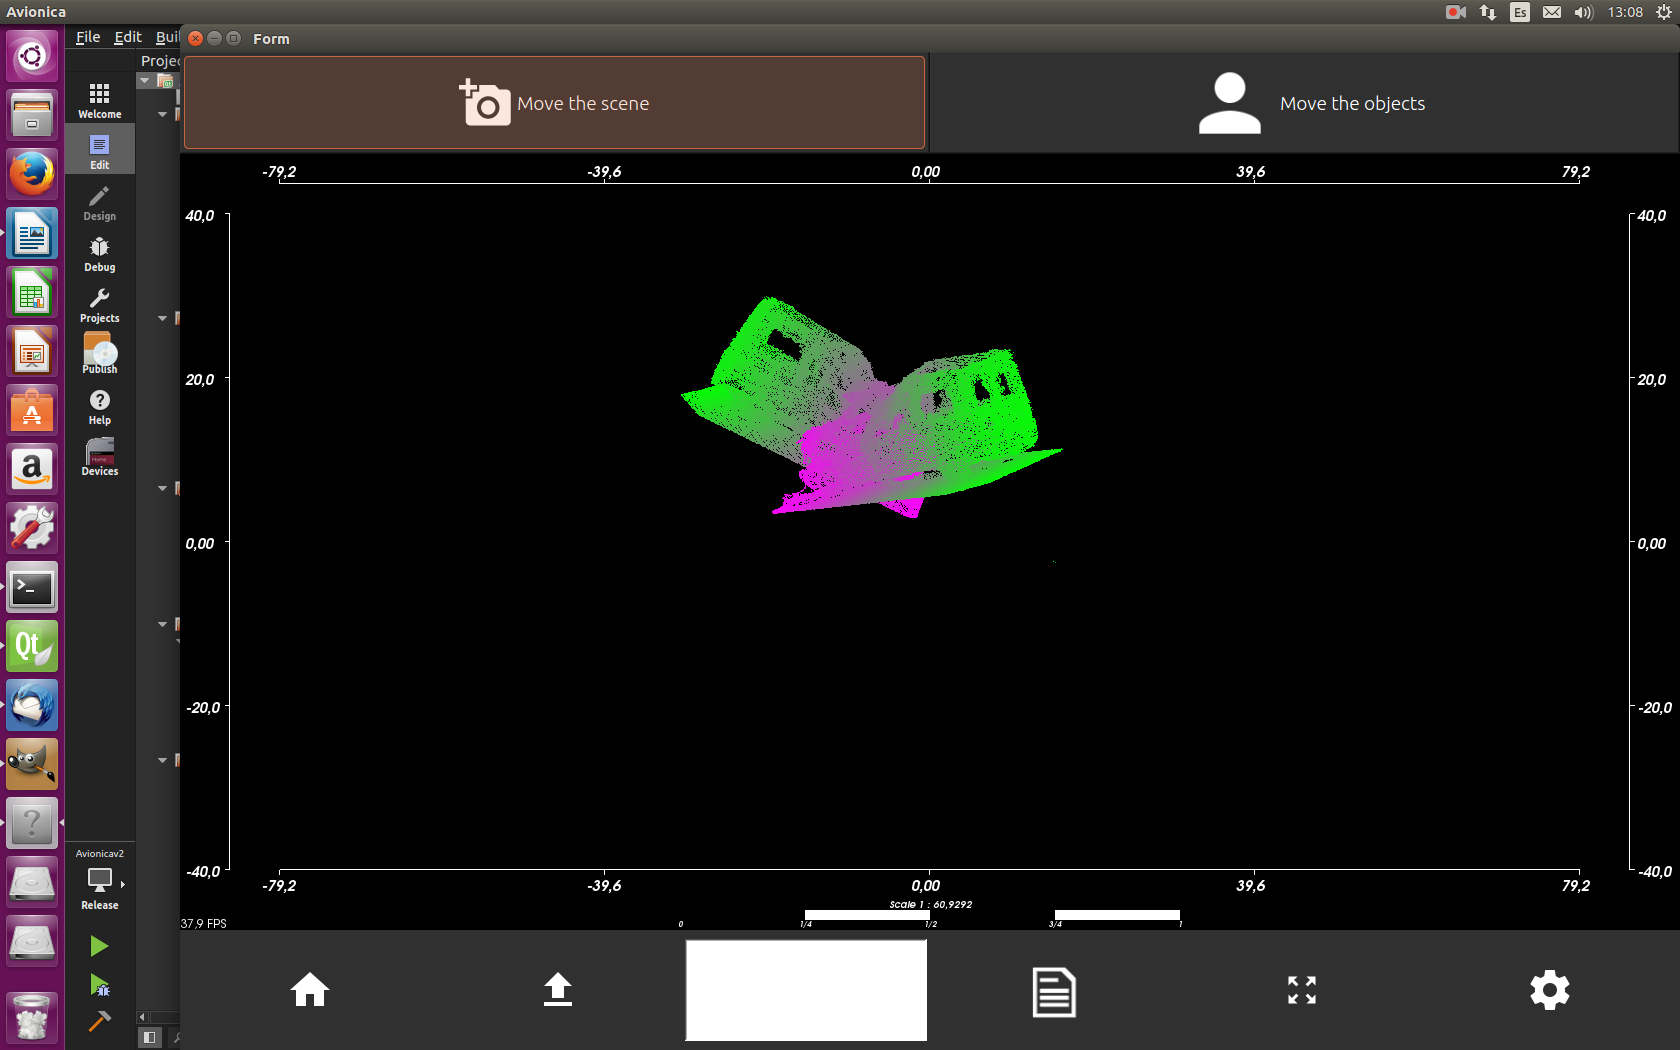 Avionica
Es
13:08
File Edit Buil
Form
Projec
Welcome
Edit
Design
Debug
Projects
Publish
Help
Devices
Avionicav2
Release
Move the scene
Move the objects
-79,2 -39,6 0,00 39,6 79,2
40,0 40,0
20,0 20,0
0,00 0,00
-20,0 -20,0
-40,0 -40,0
-79,2 -39,6 0,00 39,6 79,2
Scale 1 : 60,9292
37,9 FPS
0 1/4 1/2 3/4 1
a
A
>_
Qt
?